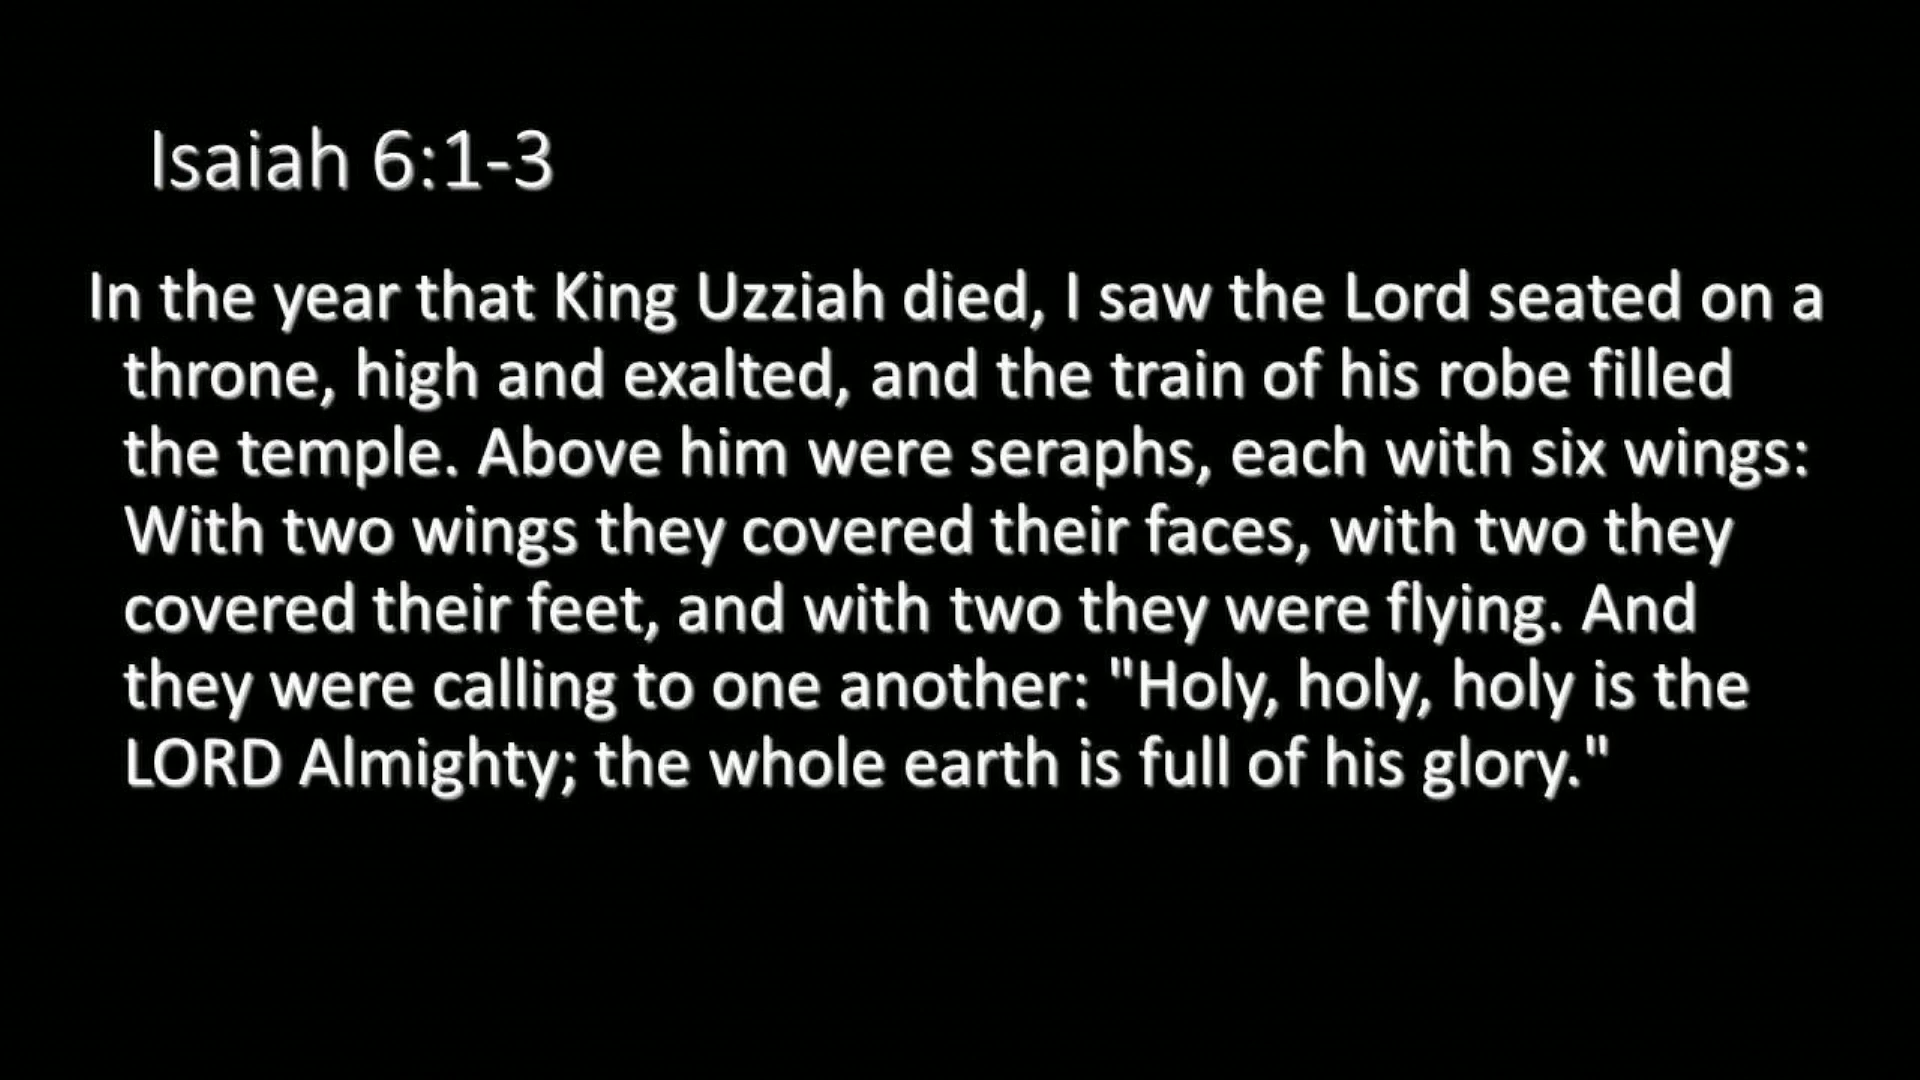 Isaiah 6:1-3
In the year that King Uzziah died, I saw the Lord seated on a
throne, high and exalted, and the train of his robe filled
the temple. Above him were seraphs, each with six wings:
With two wings they covered their faces, with two they
covered their feet, and with two they were flying. And
they were calling to one another: "Holy, holy, holy is the
LORD Almighty; the whole earth is full of his glory."